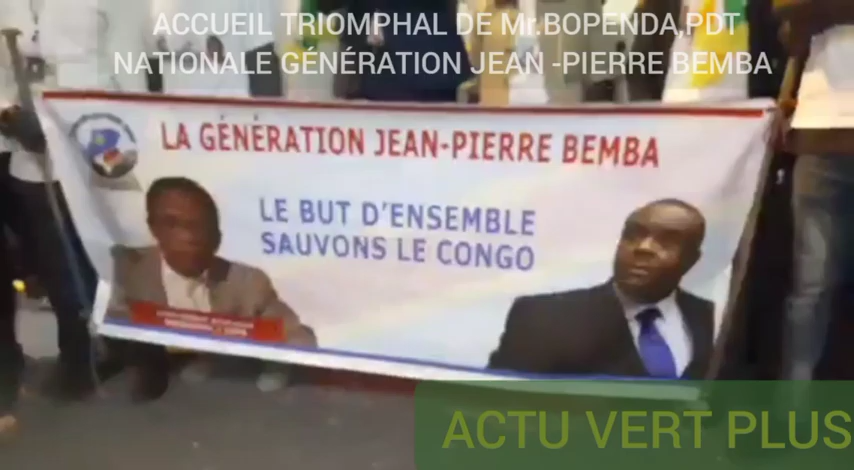 ACCUEIL TRIOMPHAL DE Mr.BOPENDA,PDT
NATIONALE GÉNÉRATION JEAN -PIERRE BEMBA
LA GÉNÉRATION JEAN-PIERRE BEMBA
LE BUT D'ENSEMBLE
SAUVONS LE CONGO
ACTU VERT PLUS